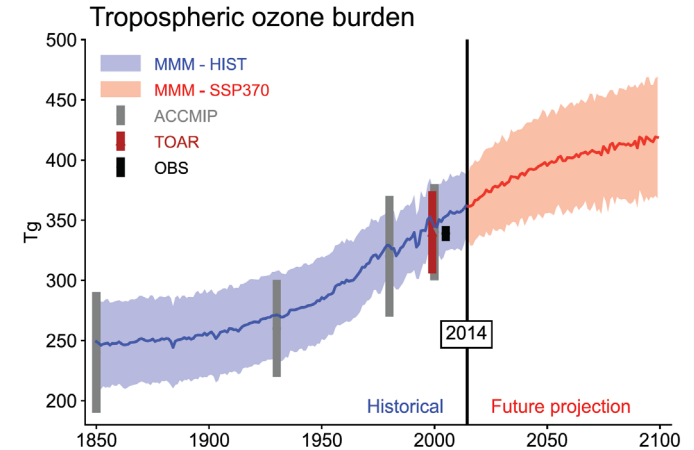 Tropospheric ozone burden
500
450
400
350
300
250
200
Tg
MMM - HIST
MMM - SSP370
ACCMIP
TOAR
OBS
2014
Historical
Future projection
1850
1900
1950
2000
2050
2100